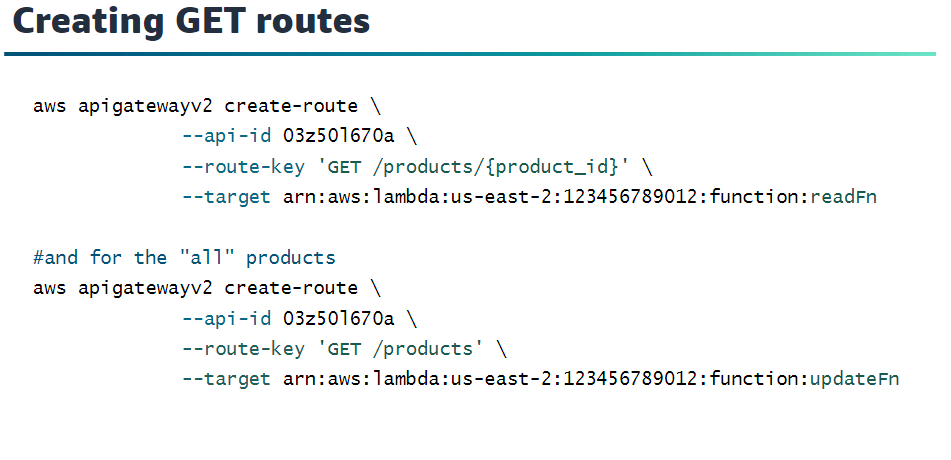 Creating GET routes
aws apigatewayv2 create-route \
--api-id 03z50l670a \
--route-key 'GET /products/{product_id}' \
--target arn:aws:lambda:us-east-2:123456789012:function:readFn
#and for the "all" products
aws apigatewayv2 create-route \
--api-id 03z50l670a \
--route-key 'GET /products' \
--target arn:aws:lambda:us-east-2:123456789012:function:updateFn